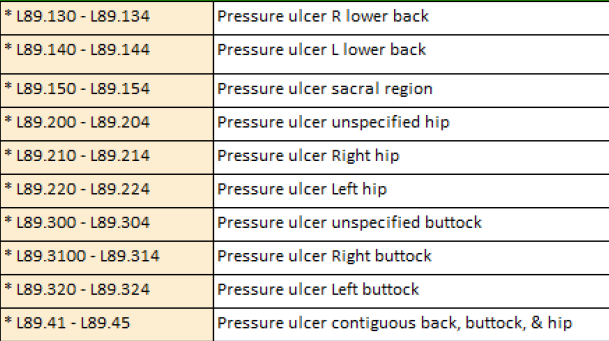 * L89.130 - L89.134 Pressure ulcer R lower back
* L89.140 - L89.144 Pressure ulcer L lower back
* L89.150 - L89.154 Pressure ulcer sacral region
* L89.200 - L89.204 Pressure ulcer unspecified hip
* L89.210 - L89.214 Pressure ulcer Right hip
* L89.220 - L89.224 Pressure ulcer Left hip
* L89.300 - L89.304 Pressure ulcer unspecified buttock
* L89.3100 - L89.314 Pressure ulcer Right buttock
* L89.320 - L89.324 Pressure ulcer Left buttock
* L89.41 - L89.45 Pressure ulcer contiguous back, buttock, & hip